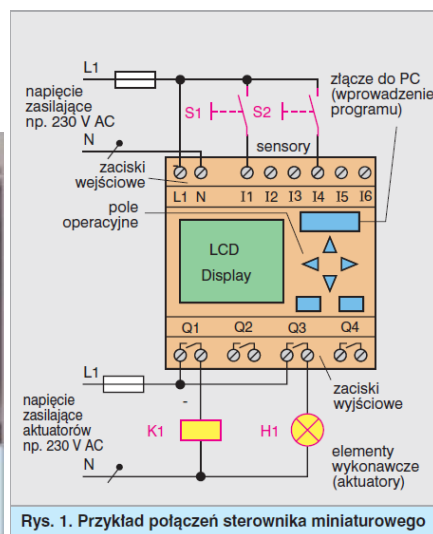 L1
napięcie
zasilające
np. 230 V AC
N
S1
S2
złącze do PC
(wprowadzenie
programu)
sensory
zaciski
wejściowe
L1 N I1 I2 I3 I4 I5 I6
pole
operacyjne
LCD
Display
Q1 Q2 Q3 Q4
L1
zaciski
wyjściowe
napięcie
zasilające
aktuatorów
np. 230 V AC
-
K1
H1
N
elementy
wykonawcze
(aktuatory)
Rys. 1. Przykład połączeń sterownika miniaturowego